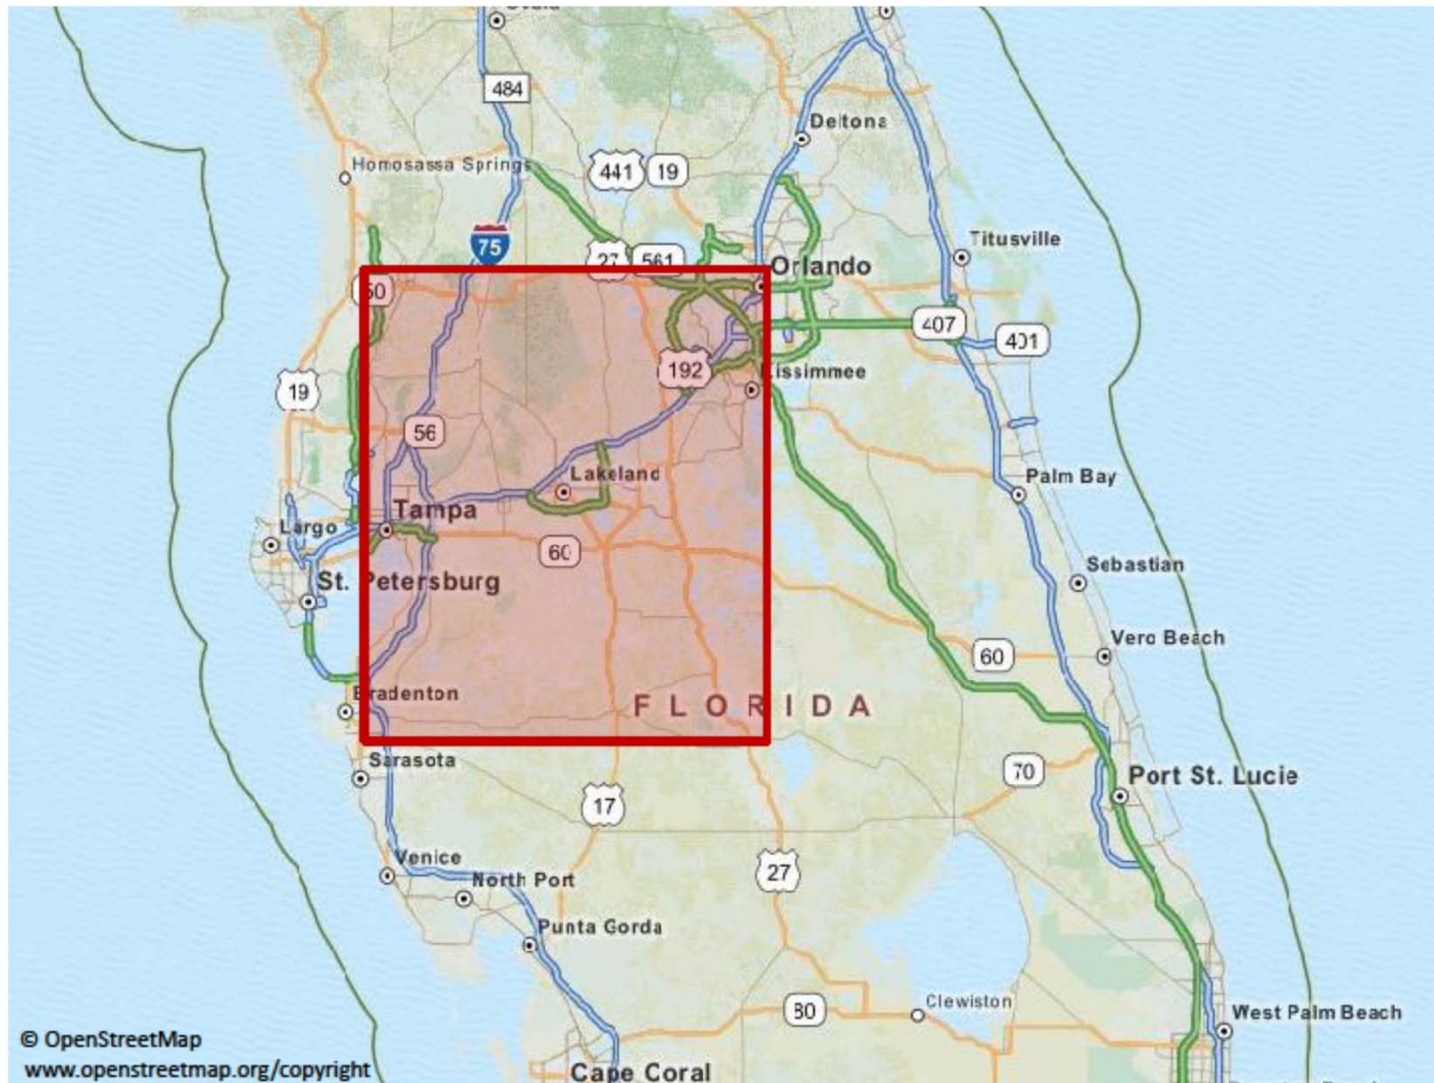 484
Deltona
Homosassa Springs
441
19
75
Titusville
27
561
Orlando
50
407
401
192
Kissimmee
19
56
Lakeland
Palm Bay
Tampa
Largo
60
Sebastian
St. Petersburg
Vero Beach
60
Bradenton
FLORIDA
Sarasota
70
Port St. Lucie
17
Venice
27
North Port
Punta Gorda
Clewiston
80
West Palm Beach
© OpenStreetMap
www.openstreetmap.org/copyright
Cape Coral